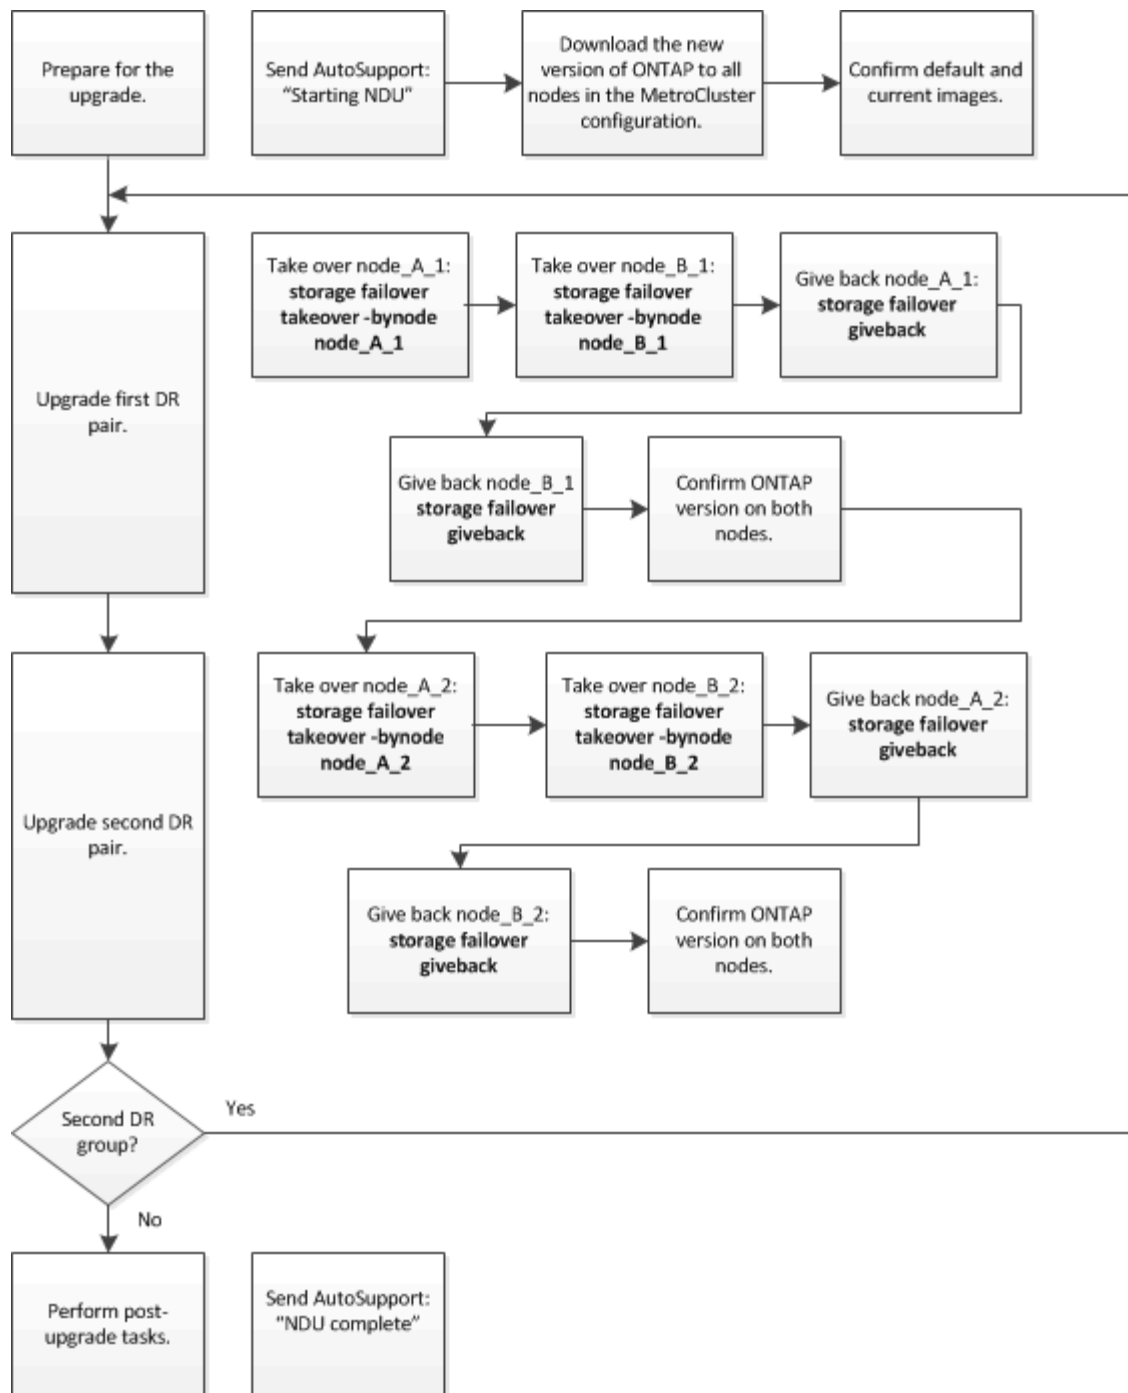 Prepare for the
upgrade.
Send AutoSupport:
“Starting NDU”
Download the new
version of ONTAP to all
nodes in the MetroCluster
configuration.
Confirm default and
current images.
Upgrade first DR
pair.
Take over node_A_1:
storage failover
takeover -bynode
node_A_1
Take over node_B_1:
storage failover
takeover -bynode
node_B_1
Give back node_A_1:
storage failover
giveback
Give back node_B_1
storage failover
giveback
Confirm ONTAP
version on both
nodes.
Upgrade second DR
pair.
Take over node_A_2:
storage failover
takeover -bynode
node_A_2
Take over node_B_2:
storage failover
takeover -bynode
node_B_2
Give back node_A_2:
storage failover
giveback
Give back node_B_2:
storage failover
giveback
Confirm ONTAP
version on both
nodes.
Second DR
group?
Yes
No
Perform post-
upgrade tasks.
Send AutoSupport:
“NDU complete”